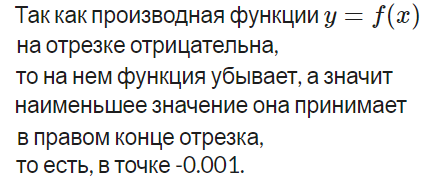 Так как производная функции y = f(x)
на отрезке отрицательна,
то на нем функция убывает, а значит
наименьшее значение она принимает
в правом конце отрезка,
то есть, в точке -0.001.